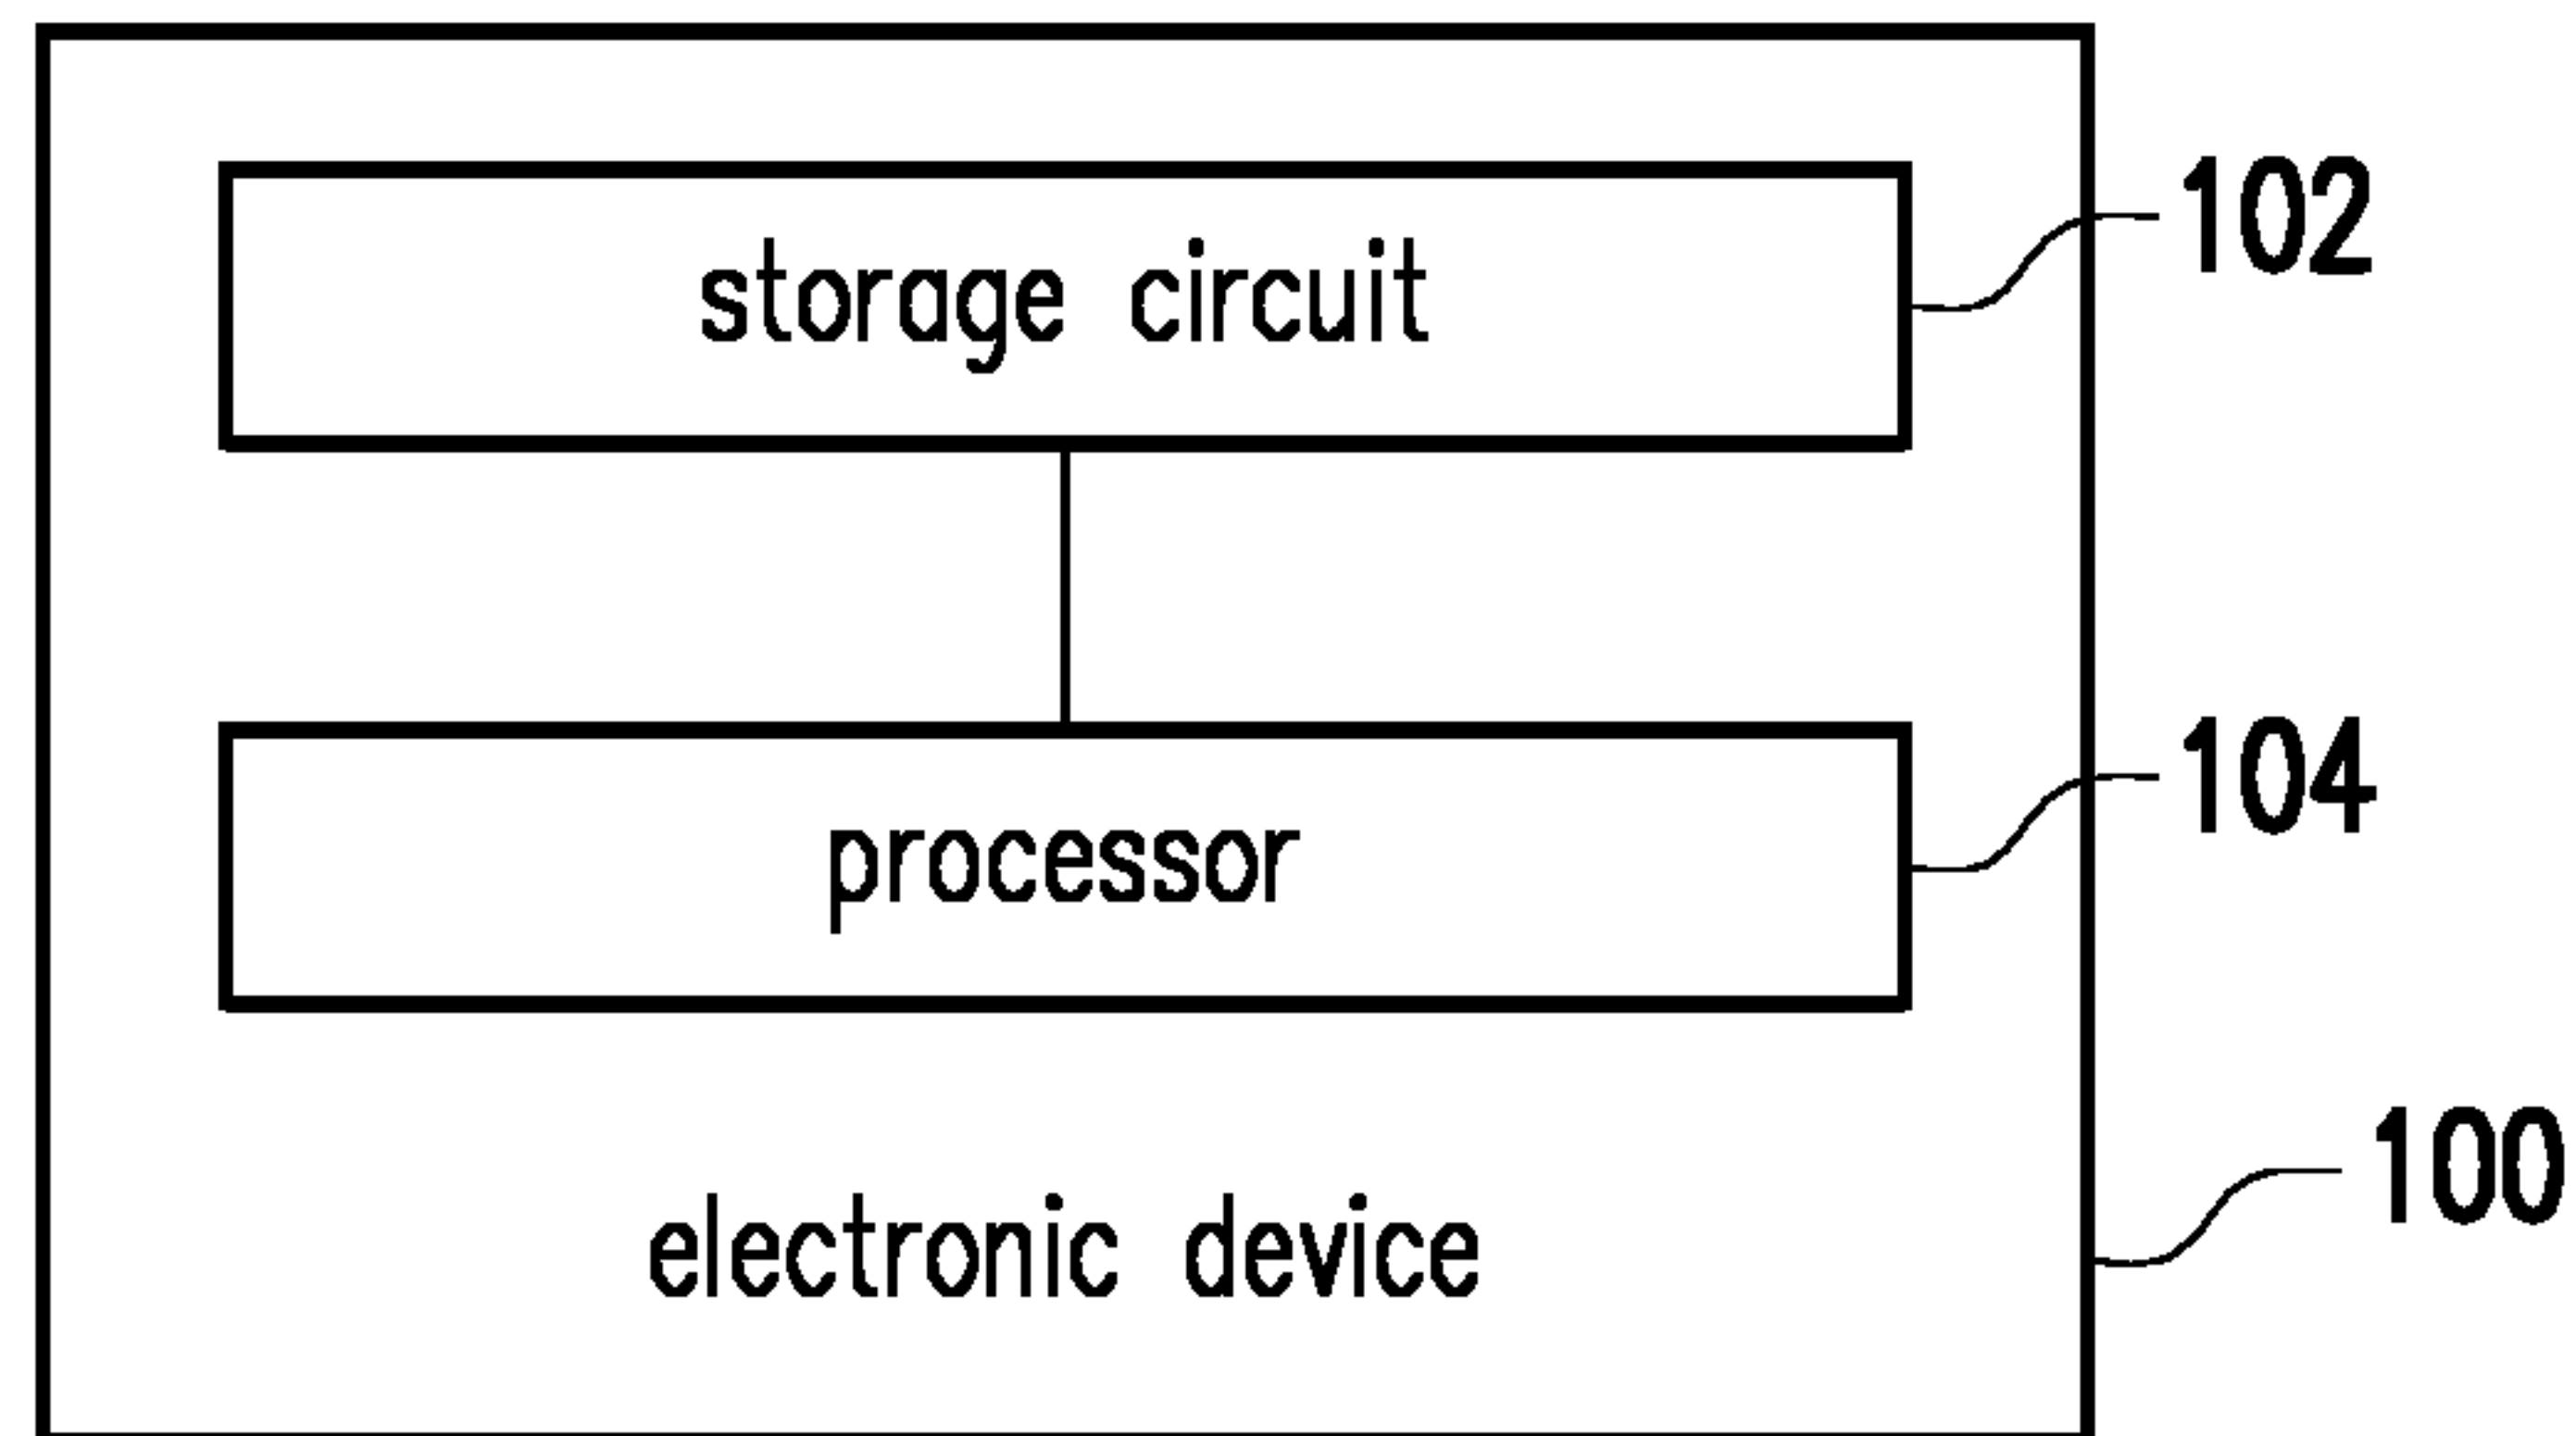 storage circuit
102
processor
104
electronic device
100